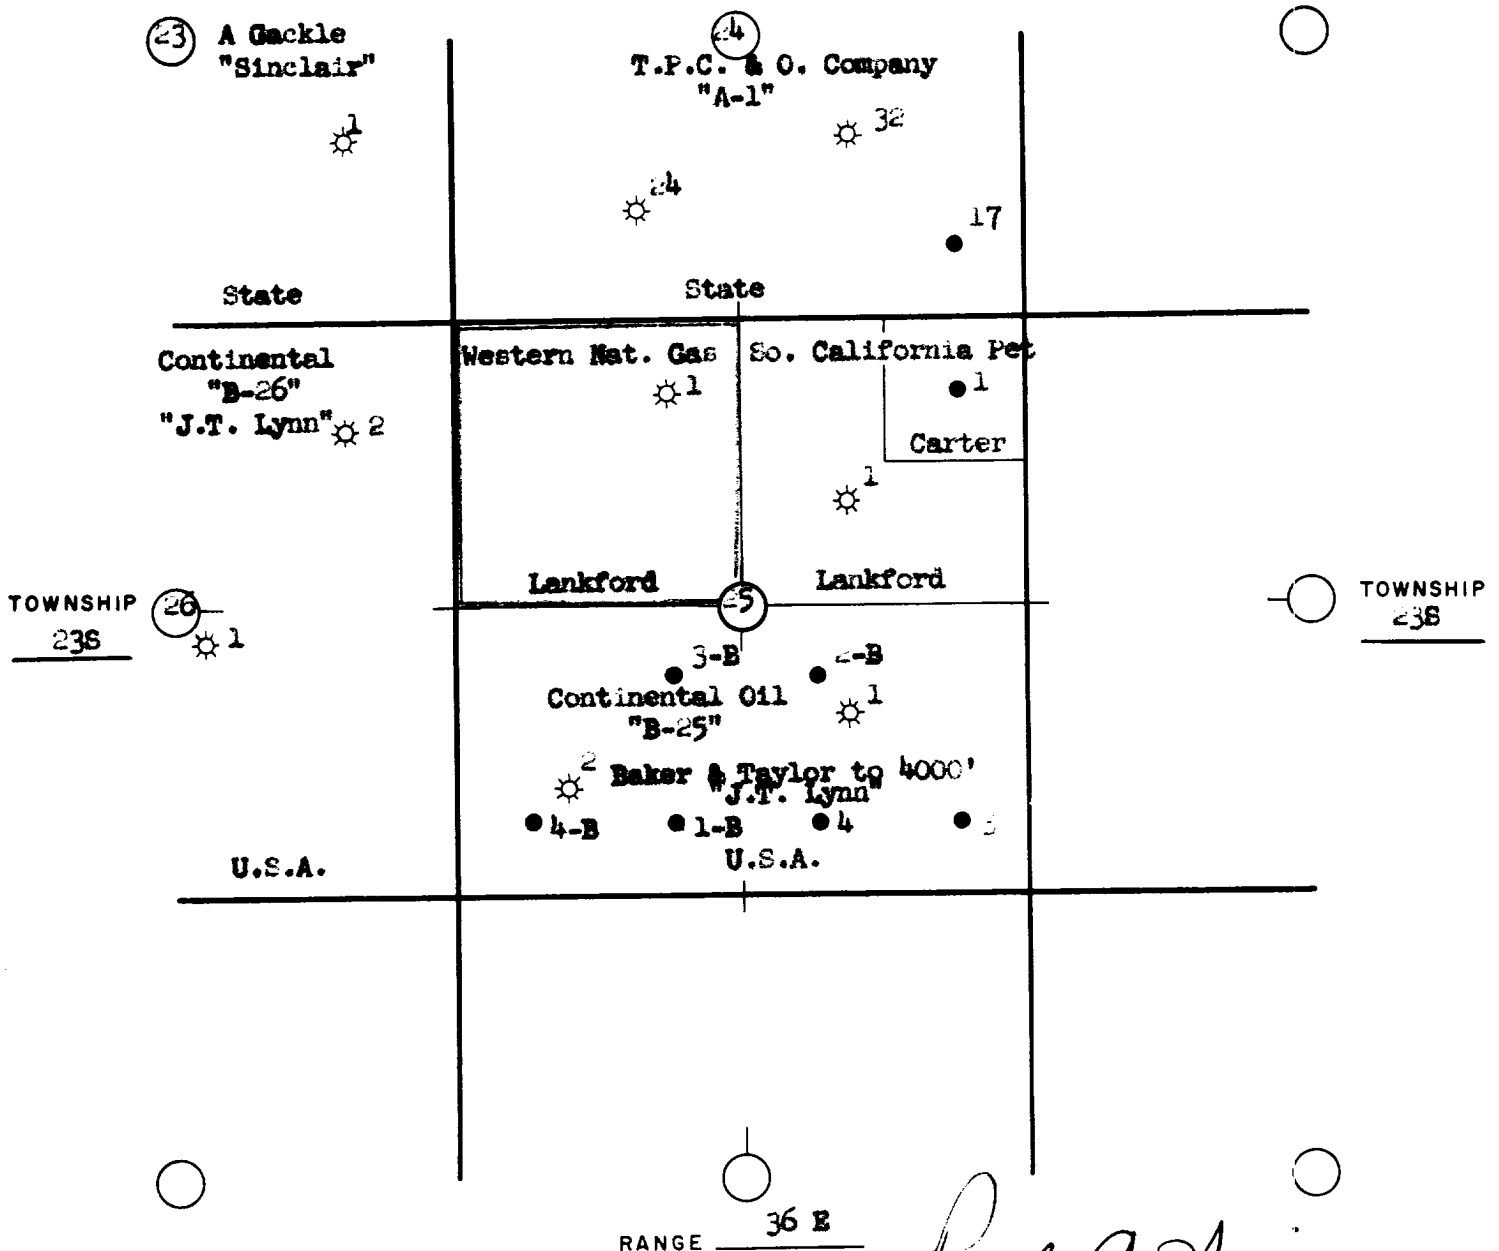 23 A Gackle
"Sinclair"
1
24
T.P.C. & O. Company
"A-1"
32
24
17
State
State
Continental
"B-26"
"J.T. Lynn"
2
Western Nat. Gas
1
So. California Pet
1
Carter
1
Lankford
Lankford
TOWNSHIP
23S
26
1
25
TOWNSHIP
23S
3-B
2-B
Continental Oil
"B-25"
1
2
Baker & Taylor to 4000'
"J.T. Lynn"
4-B
1-B
4
U.S.A.
U.S.A.
RANGE 36 E